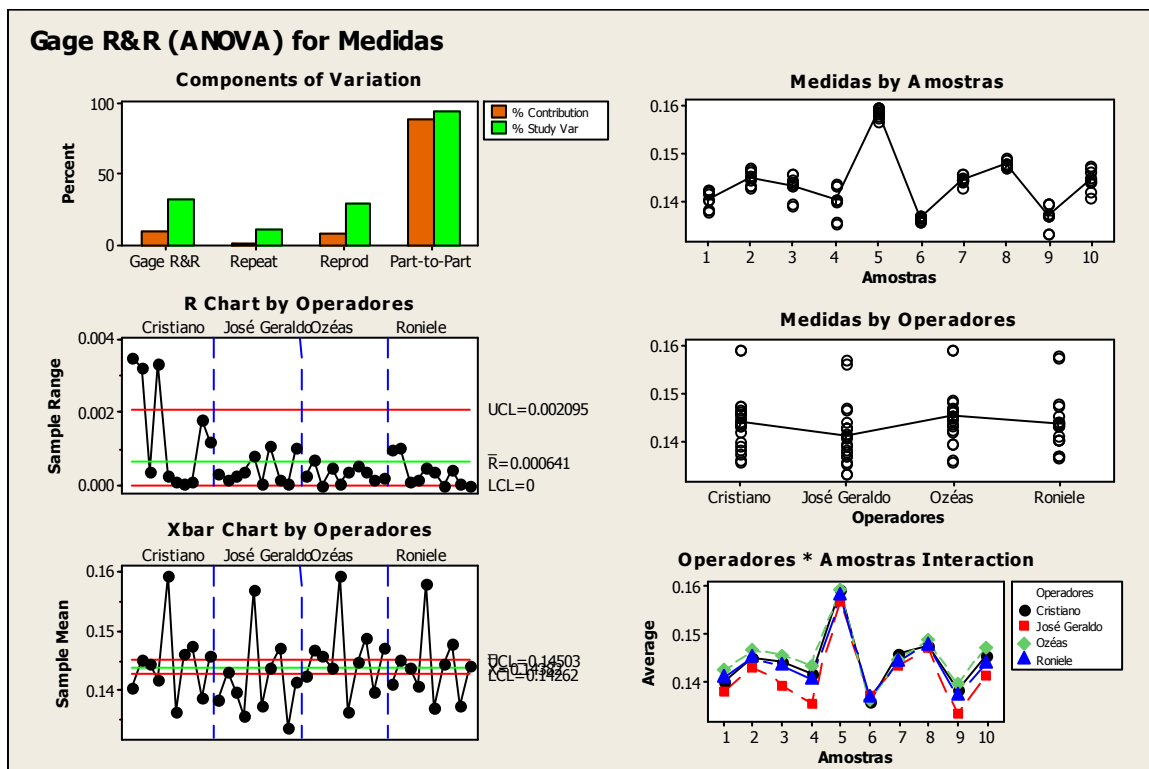 Gage R&R (ANOVA) for Medidas
Components of Variation
100
50
0
Percent
Gage R&R Repeat Reprod Part-to-Part
% Contribution
% Study Var
R Chart by Operadores
Cristiano José Geraldo Ozéas Roniele
0.004
0.002
0.000
Sample Range
UCL=0.002095
R=0.000641
LCL=0
Xbar Chart by Operadores
Cristiano José Geraldo Ozéas Roniele
0.16
0.15
0.14
Sample Mean
UCL=0.14503
LCL=0.14262
Medidas by Amostras
0.16
0.15
0.14
1 2 3 4 5 6 7 8 9 10
Amostras
Medidas by Operadores
0.16
0.15
0.14
Cristiano José Geraldo Ozéas Roniele
Operadores
Operadores * Amostras Interaction
0.16
0.15
0.14
Average
1 2 3 4 5 6 7 8 9 10
Amostras
Operadores
Cristiano
José Geraldo
Ozéas
Roniele